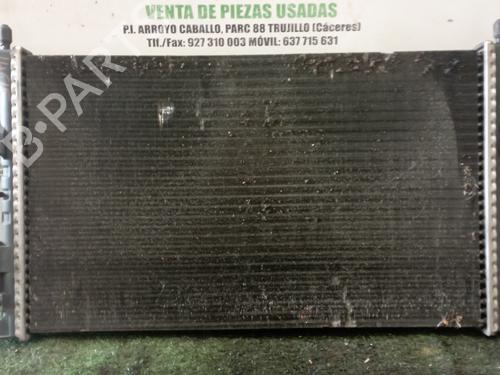 VENTA DE PIEZAS USADAS
P.I. ARROYO CABALLO, PARC 88 TRUJILLO (Cáceres)
Tlf./Fax: 927 310 003 MÓVIL: 637 715 631
B-PARTS